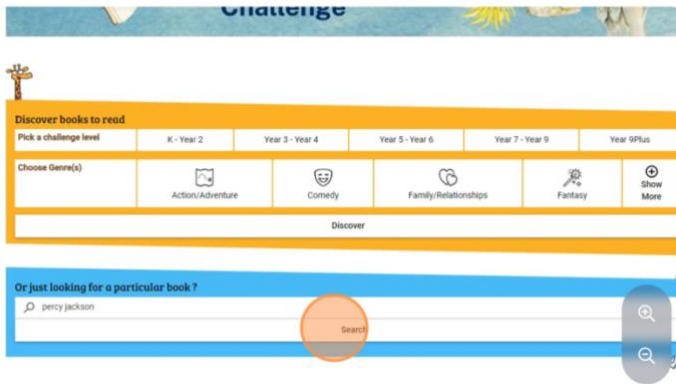 Challenge
Discover books to read
Pick a challenge level
K - Year 2
Year 3 - Year 4
Year 5 - Year 6
Year 7 - Year 9
Year 9Plus
Choose Genre(s)
Action/Adventure
Comedy
Family/Relationships
Fantasy
Show
More
Discover
Or just looking for a particular book ?
percy jackson
Search